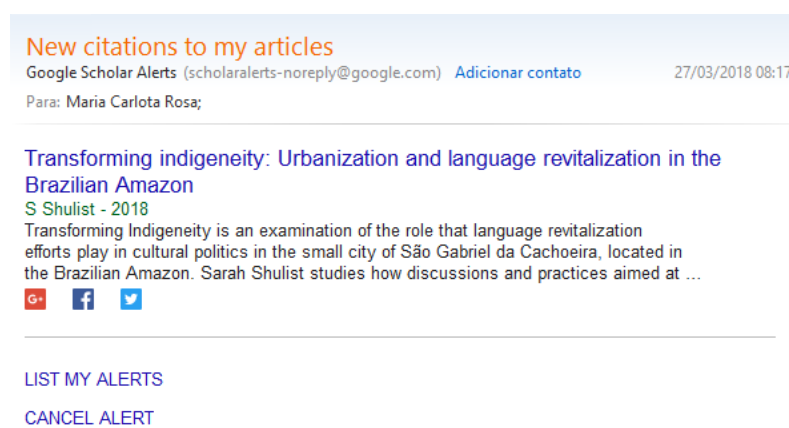 New citations to my articles
Google Scholar Alerts (scholaralerts-noreply@google.com) Adicionar contato 27/03/2018 08:17
Para: Maria Carlota Rosa;
Transforming indigeneity: Urbanization and language revitalization in the
Brazilian Amazon
S Shulist - 2018
Transforming Indigeneity is an examination of the role that language revitalization
efforts play in cultural politics in the small city of São Gabriel da Cachoeira, located in
the Brazilian Amazon. Sarah Shulist studies how discussions and practices aimed at ...
G+ f
LIST MY ALERTS
CANCEL ALERT